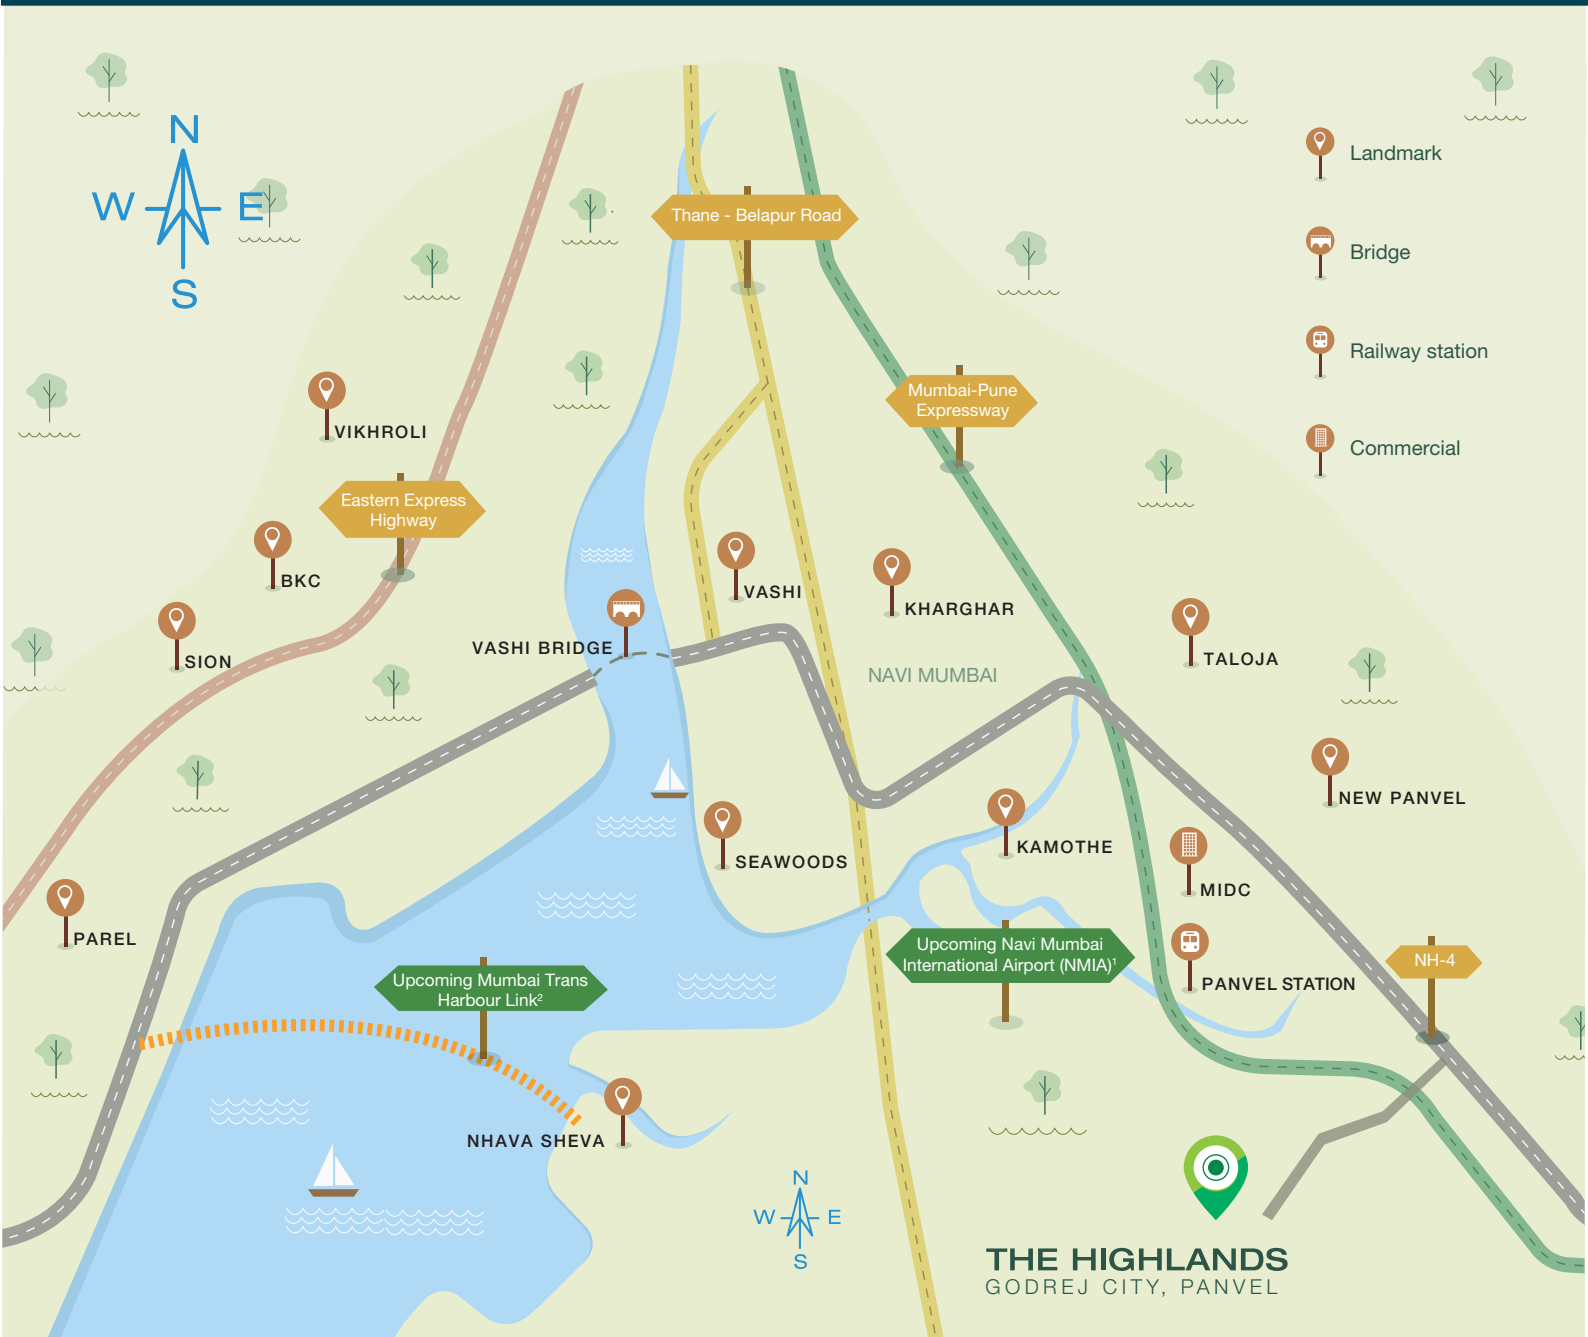 N
W E
S
Landmark
Bridge
Railway station
Commercial
Thane - Belapur Road
Mumbai-Pune
Expressway
VIKHROLI
Eastern Express
Highway
BKC
VASHI
KHARGHAR
SION
VASHI BRIDGE
TALOJA
NAVI MUMBAI
NEW PANVEL
KAMOTHE
SEAWOODS
MIDC
PAREL
Upcoming Navi Mumbai
International Airport (NMIA)¹
NH-4
Upcoming Mumbai Trans
Harbour Link²
PANVEL STATION
NHAVA SHEVA
N
W E
S
THE HIGHLANDS
GODREJ CITY, PANVEL